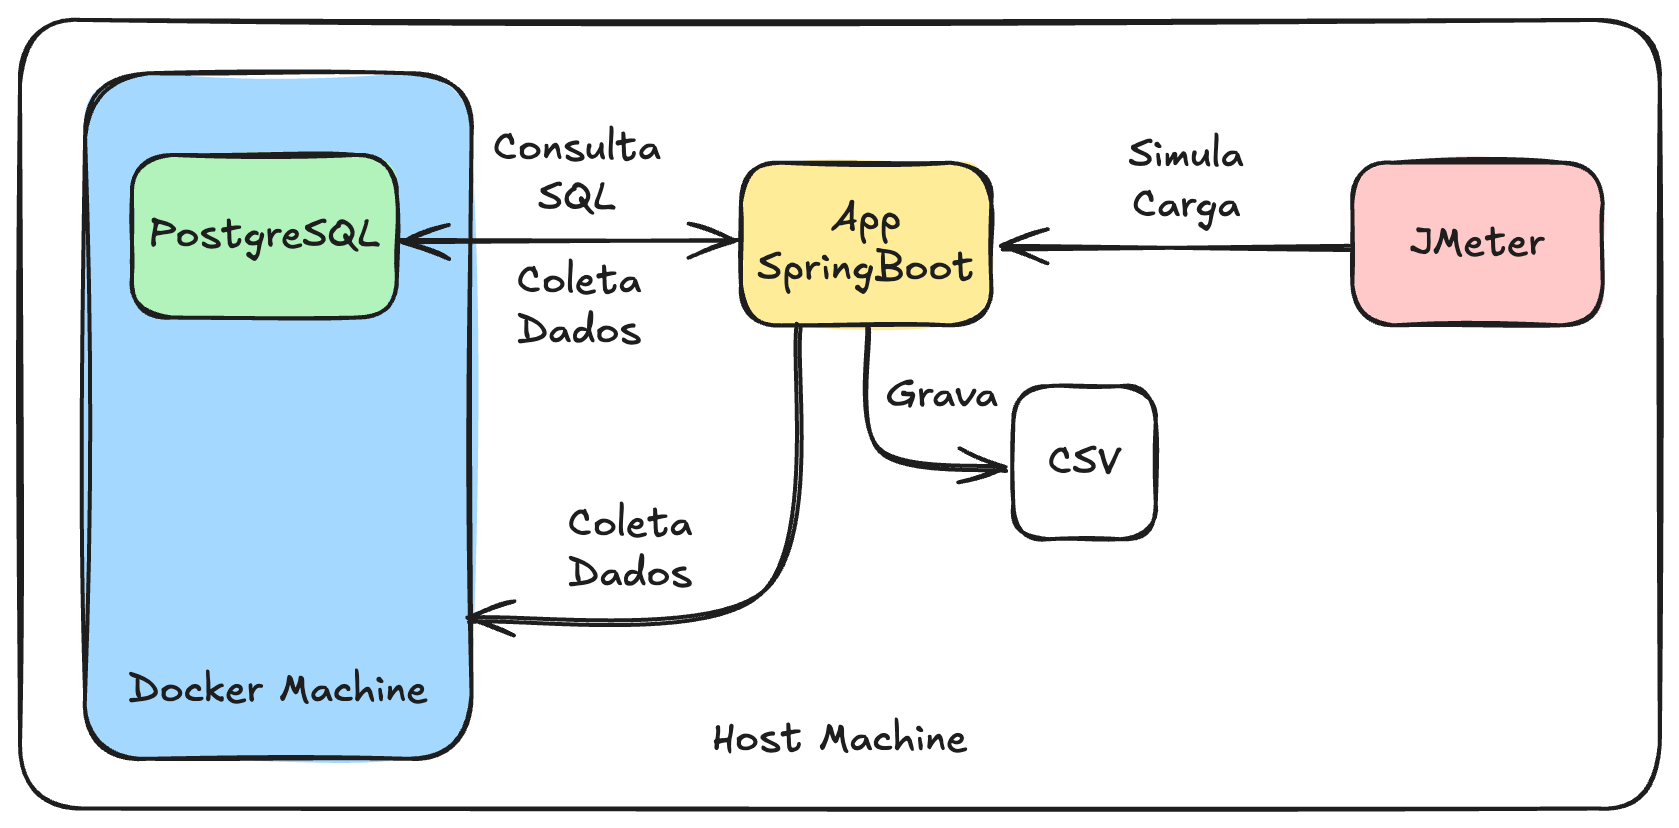 Consulta
SQL
PostgreSQL
Coleta
Dados
App
SpringBoot
Simula
Carga
JMeter
Grava
CSV
Coleta
Dados
Docker Machine
Host Machine